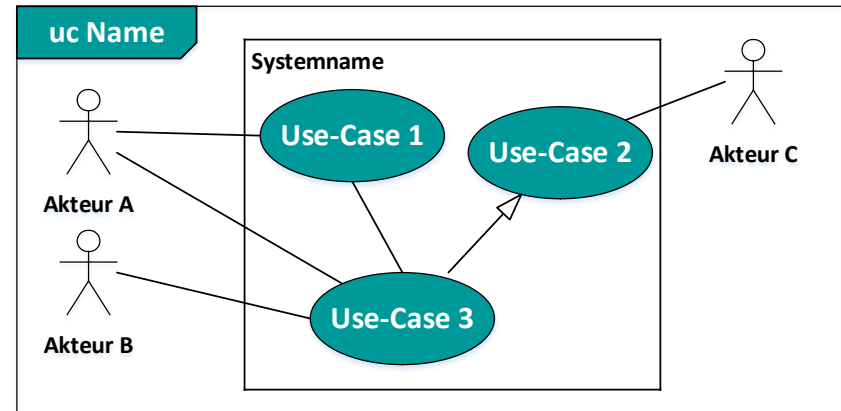 uc Name
Systemname
Use-Case 1
Use-Case 2
Akteur C
Akteur A
Use-Case 3
Akteur B